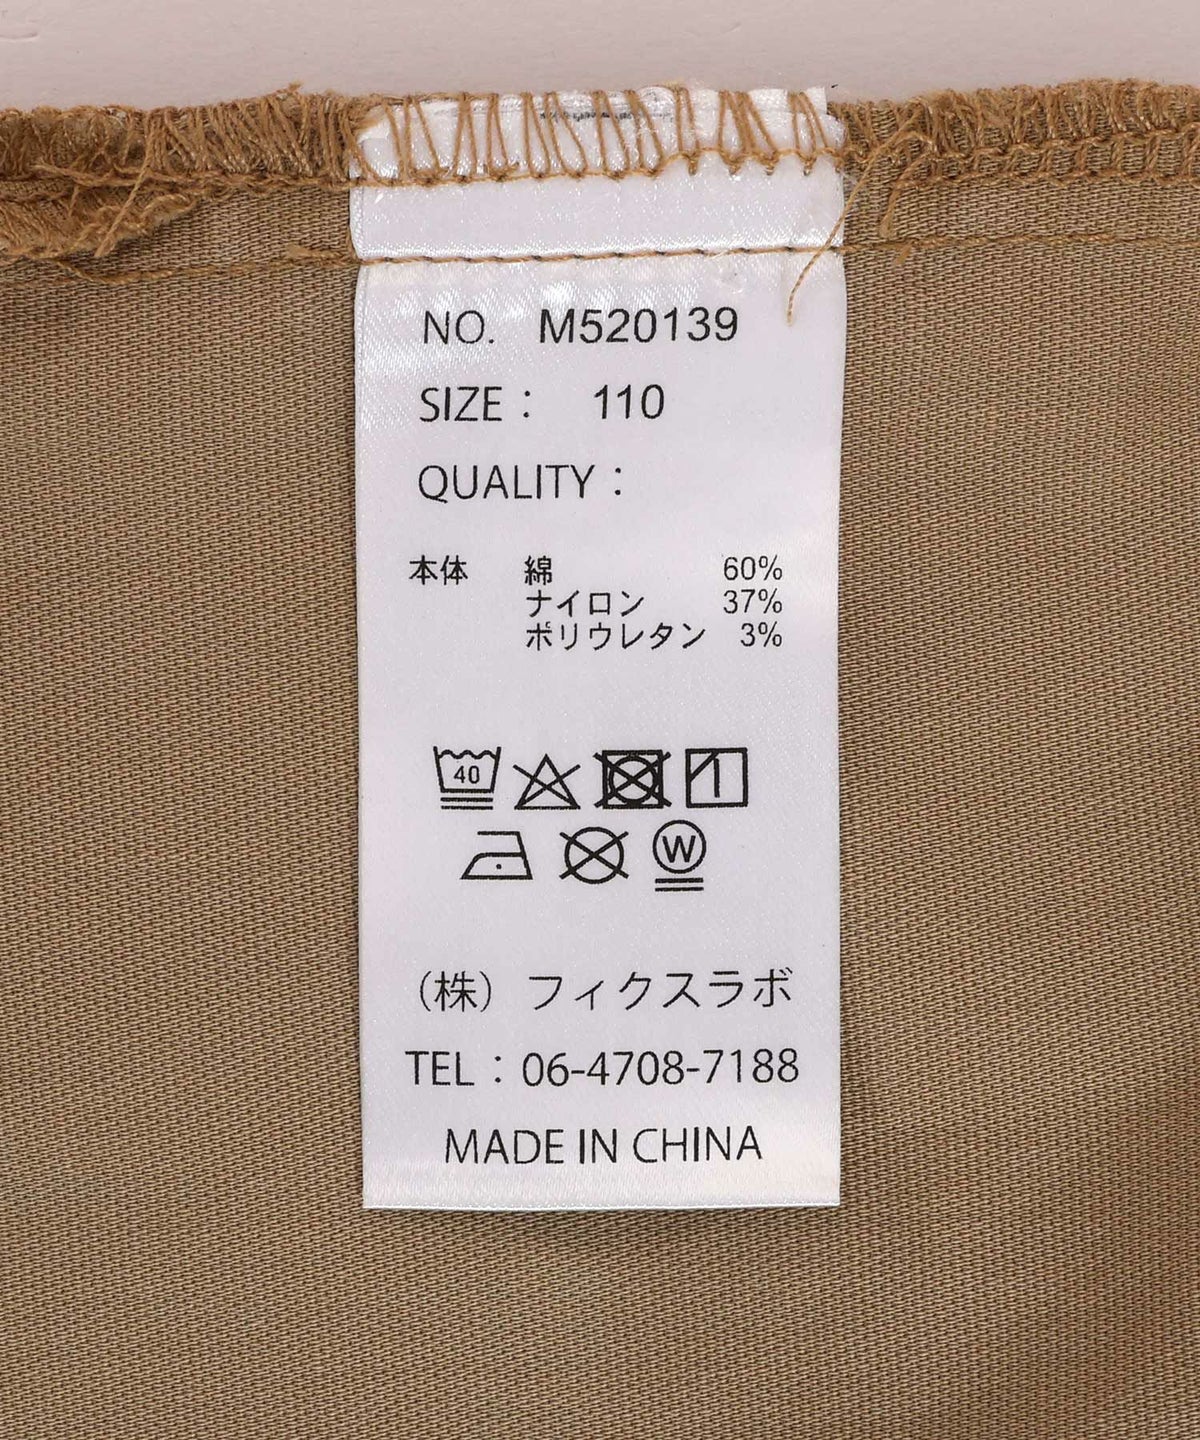 NO. M520139
SIZE： 110
QUALITY：
本体 綿 60%
ナイロン 37%
ポリウレタン 3%
40
W
（株）フィクスラボ
TEL：06-4708-7188
MADE IN CHINA